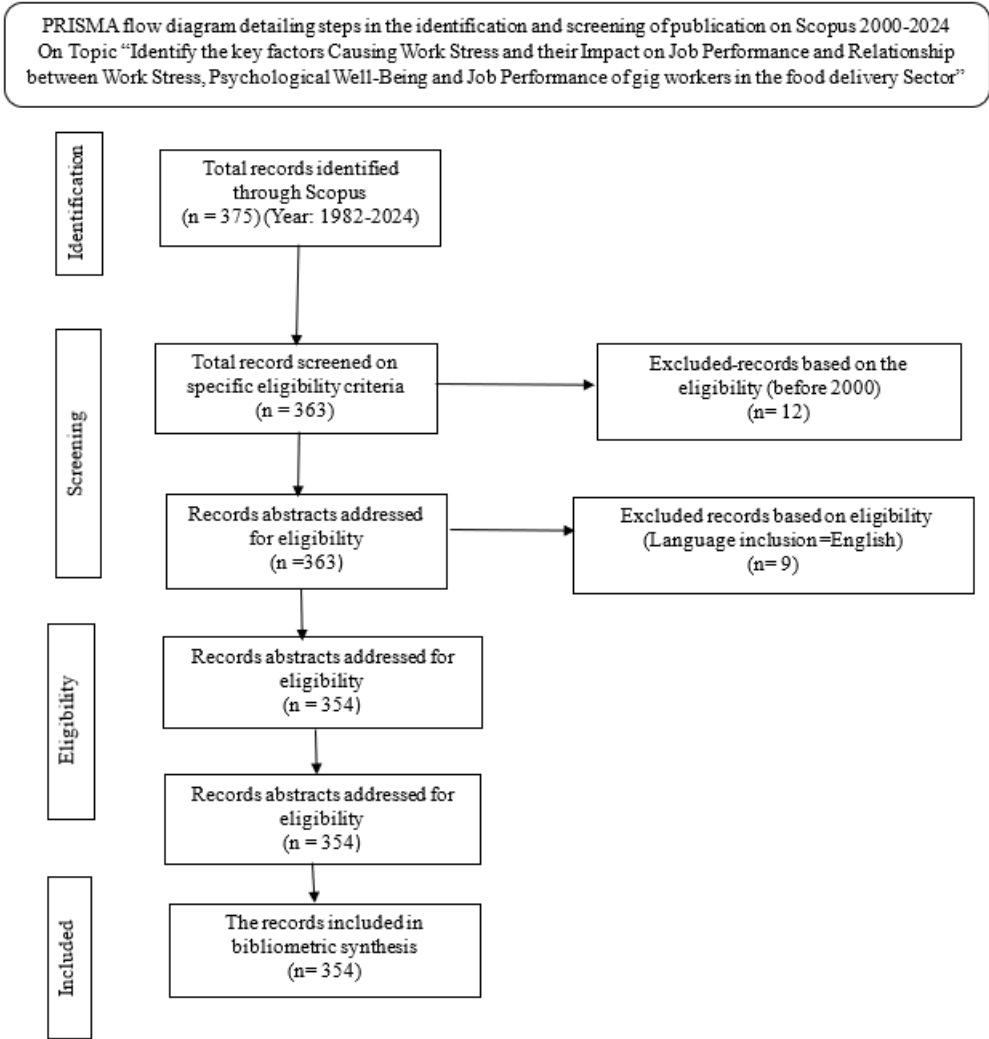 PRISMA flow diagram detailing steps in the identification and screening of publication on Scopus 2000-2024
On Topic “Identify the key factors Causing Work Stress and their Impact on Job Performance and Relationship
between Work Stress, Psychological Well-Being and Job Performance of gig workers in the food delivery Sector”
Identification
Total records identified
through Scopus
(n = 375) (Year: 1982-2024)
Screening
Total record screened on
specific eligibility criteria
(n = 363)
Excluded-records based on the
eligibility (before 2000)
(n= 12)
Records abstracts addressed
for eligibility
(n =363)
Excluded records based on eligibility
(Language inclusion=English)
(n= 9)
Eligibility
Records abstracts addressed for
eligibility
(n = 354)
Records abstracts addressed for
eligibility
(n = 354)
Included
The records included in
bibliometric synthesis
(n= 354)